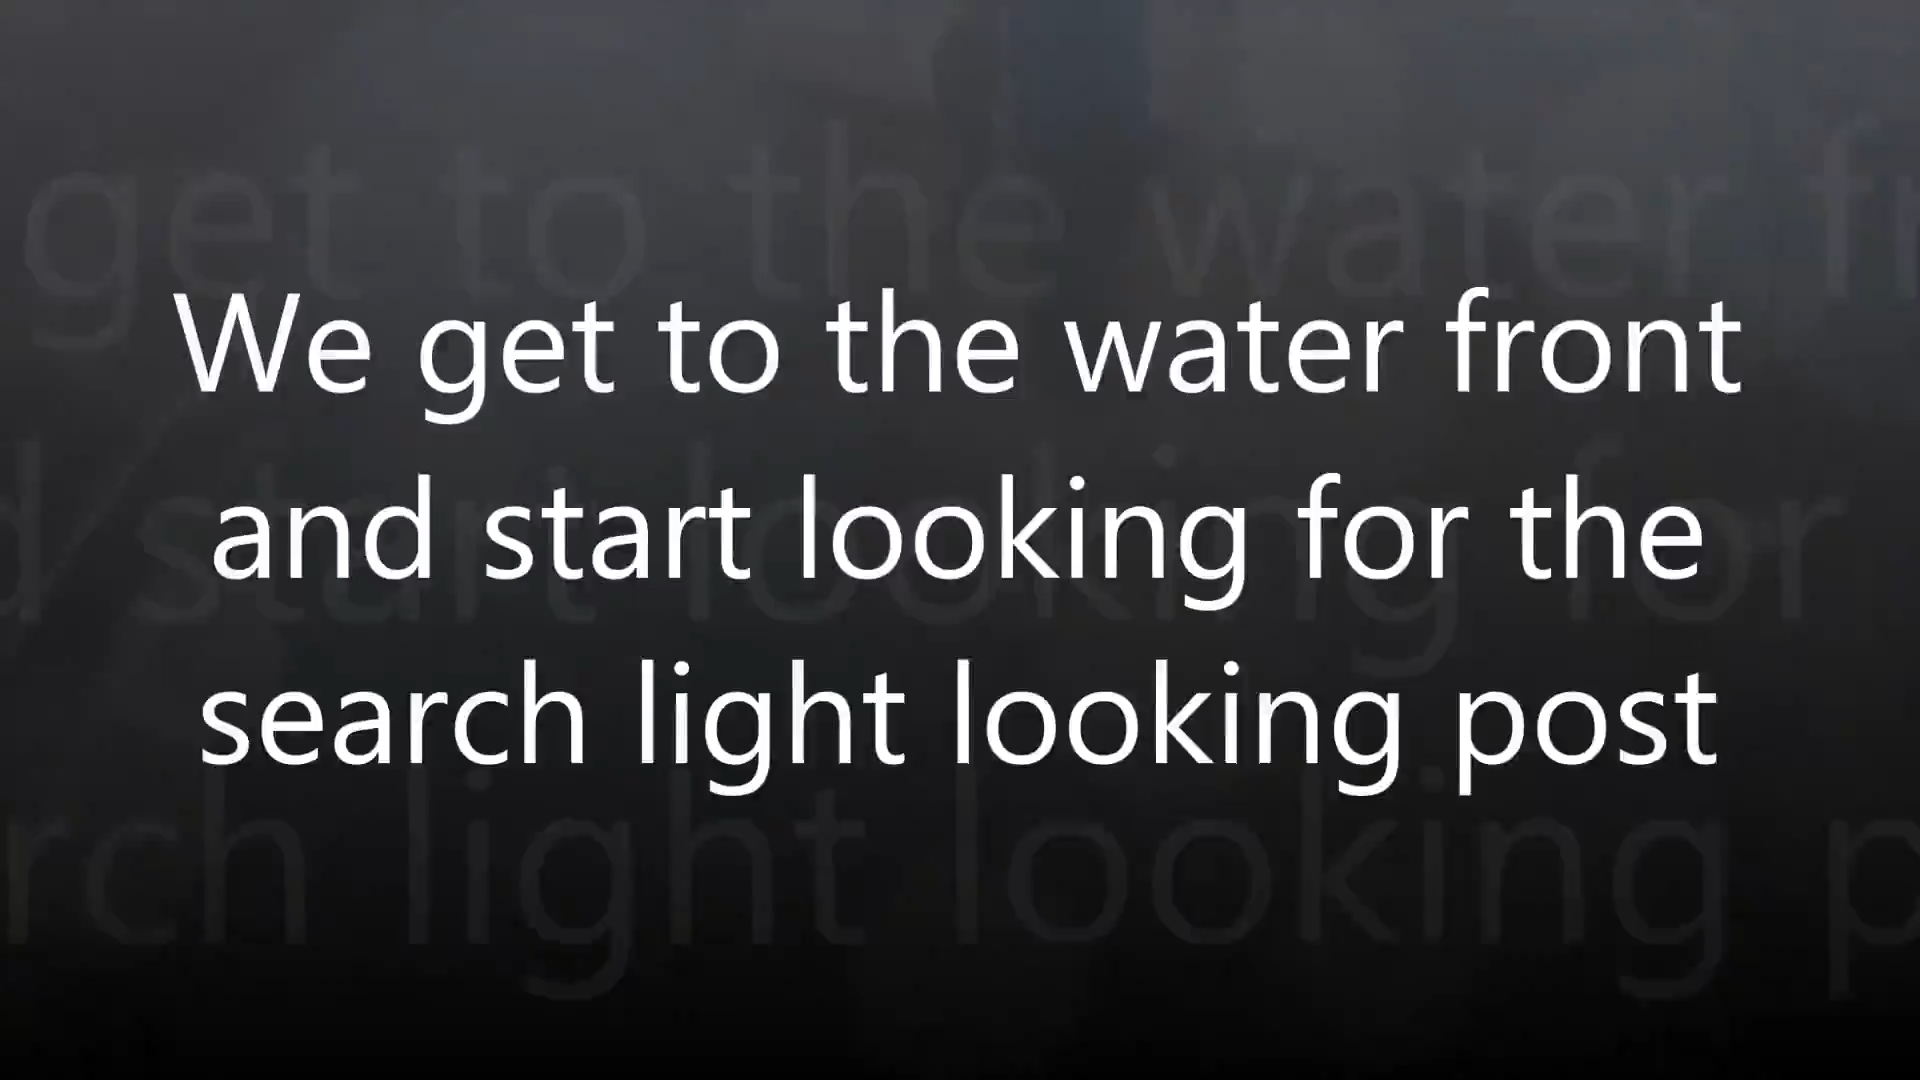 We get to the water front
and start looking for the
search light looking post